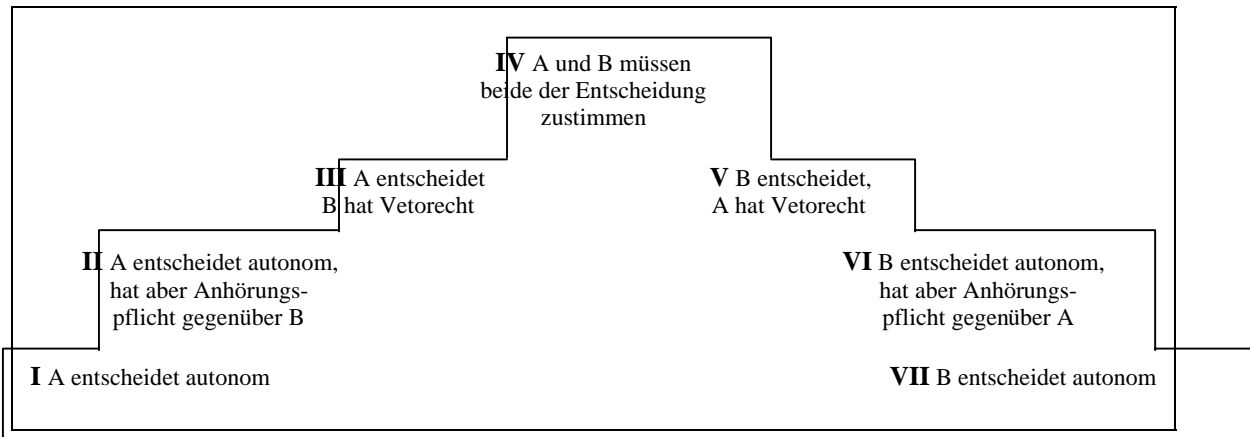 IV A und B müssen
beide der Entscheidung
zustimmen
III A entscheidet
B hat Vetorecht
V B entscheidet,
A hat Vetorecht
II A entscheidet autonom,
hat aber Anhörungs-
pflicht gegenüber B
VI B entscheidet autonom,
hat aber Anhörungs-
pflicht gegenüber A
I A entscheidet autonom
VII B entscheidet autonom